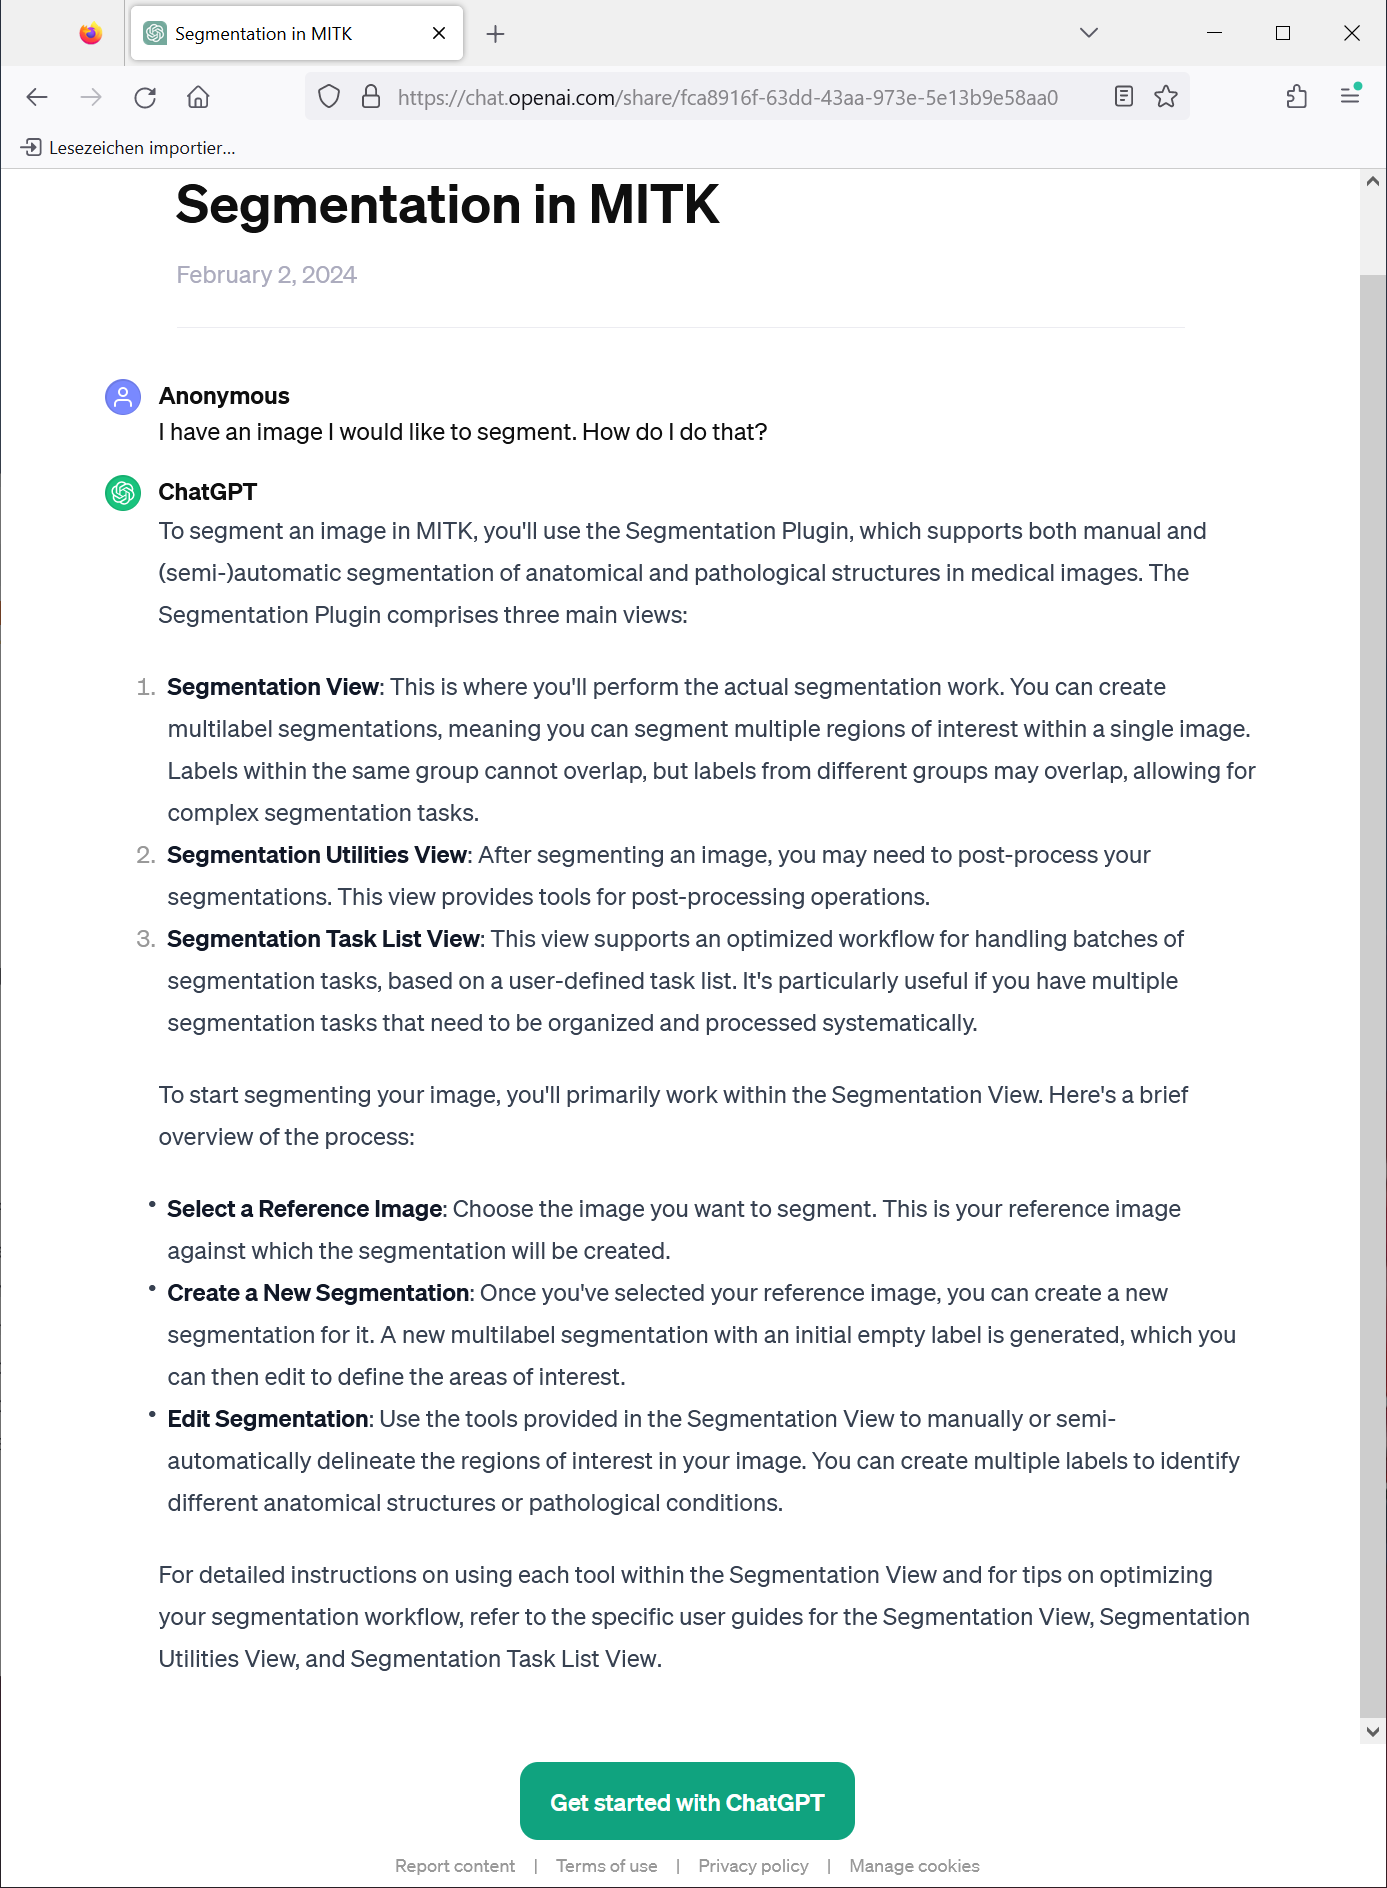 Segmentation in MITK
https://chat.openai.com/share/fca8916f-63dd-43aa-973e-5e13b9e58aa0
Lesezeichen importier...
Segmentation in MITK
February 2, 2024
Anonymous
I have an image I would like to segment. How do I do that?
ChatGPT
To segment an image in MITK, you'll use the Segmentation Plugin, which supports both manual and
(semi-)automatic segmentation of anatomical and pathological structures in medical images. The
Segmentation Plugin comprises three main views:
1. Segmentation View: This is where you'll perform the actual segmentation work. You can create
multilabel segmentations, meaning you can segment multiple regions of interest within a single image.
Labels within the same group cannot overlap, but labels from different groups may overlap, allowing for
complex segmentation tasks.
2. Segmentation Utilities View: After segmenting an image, you may need to post-process your
segmentations. This view provides tools for post-processing operations.
3. Segmentation Task List View: This view supports an optimized workflow for handling batches of
segmentation tasks, based on a user-defined task list. It's particularly useful if you have multiple
segmentation tasks that need to be organized and processed systematically.
To start segmenting your image, you'll primarily work within the Segmentation View. Here's a brief
overview of the process:
• Select a Reference Image: Choose the image you want to segment. This is your reference image
against which the segmentation will be created.
• Create a New Segmentation: Once you've selected your reference image, you can create a new
segmentation for it. A new multilabel segmentation with an initial empty label is generated, which you
can then edit to define the areas of interest.
• Edit Segmentation: Use the tools provided in the Segmentation View to manually or semi-
automatically delineate the regions of interest in your image. You can create multiple labels to identify
different anatomical structures or pathological conditions.
For detailed instructions on using each tool within the Segmentation View and for tips on optimizing
your segmentation workflow, refer to the specific user guides for the Segmentation View, Segmentation
Utilities View, and Segmentation Task List View.
Get started with ChatGPT
Report content | Terms of use | Privacy policy | Manage cookies